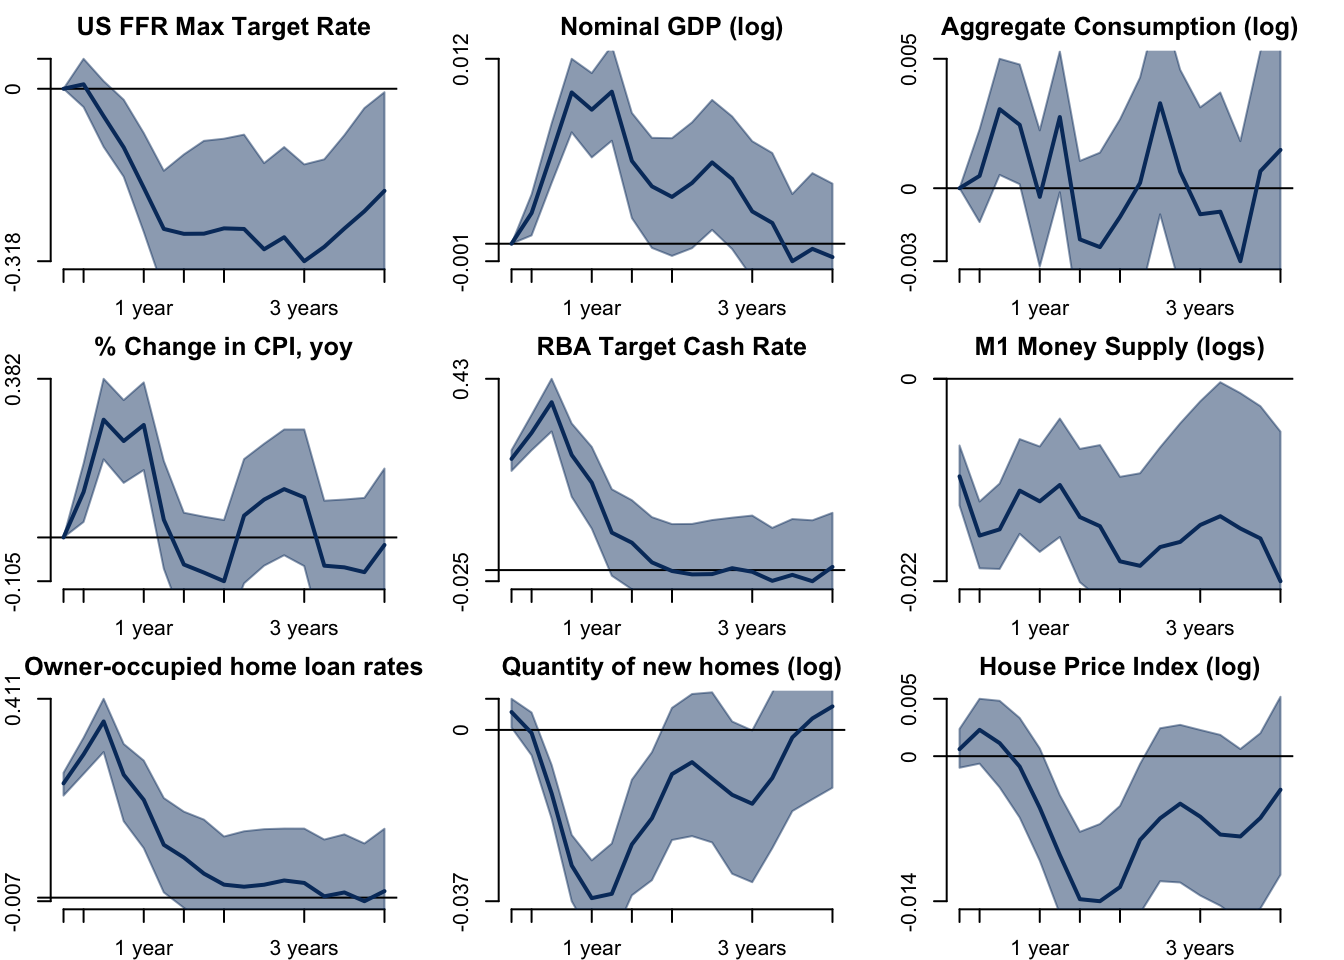 US FFR Max Target Rate
0
-0.318
1 year
3 years
Nominal GDP (log)
0.012
-0.001
1 year
3 years
Aggregate Consumption (log)
0.005
0
-0.003
1 year
3 years
% Change in CPI, yoy
0.382
-0.105
1 year
3 years
RBA Target Cash Rate
0.43
-0.025
1 year
3 years
M1 Money Supply (logs)
0
-0.022
1 year
3 years
Owner-occupied home loan rates
0.411
-0.007
1 year
3 years
Quantity of new homes (log)
0
-0.037
1 year
3 years
House Price Index (log)
0.005
0
-0.014
1 year
3 years